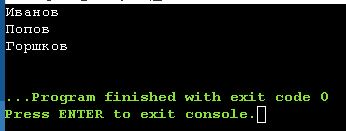 Иванов
Попов
Горшков
...Program finished with exit code 0
Press ENTER to exit console.